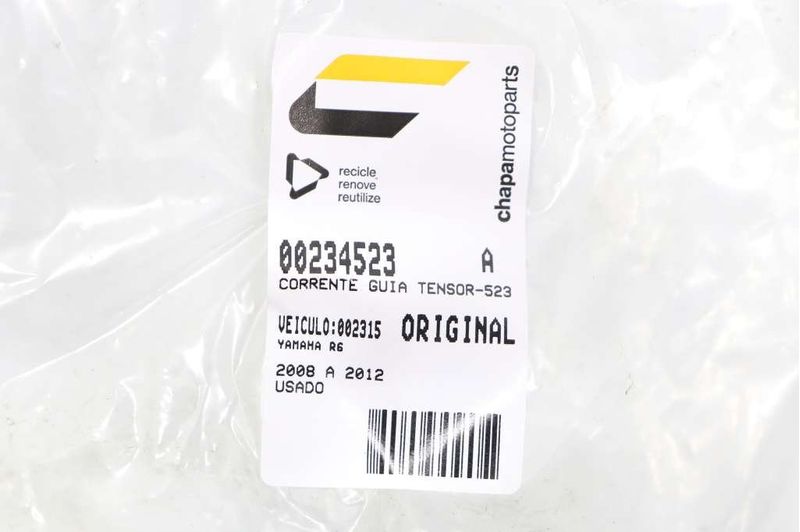 chapamotoparts
recicle
renove
reutilize
00234523 A
CORRENTE GUIA TENSOR-523
VEICULO:002315 ORIGINAL
YAMAHA R6
2008 A 2012
USADO